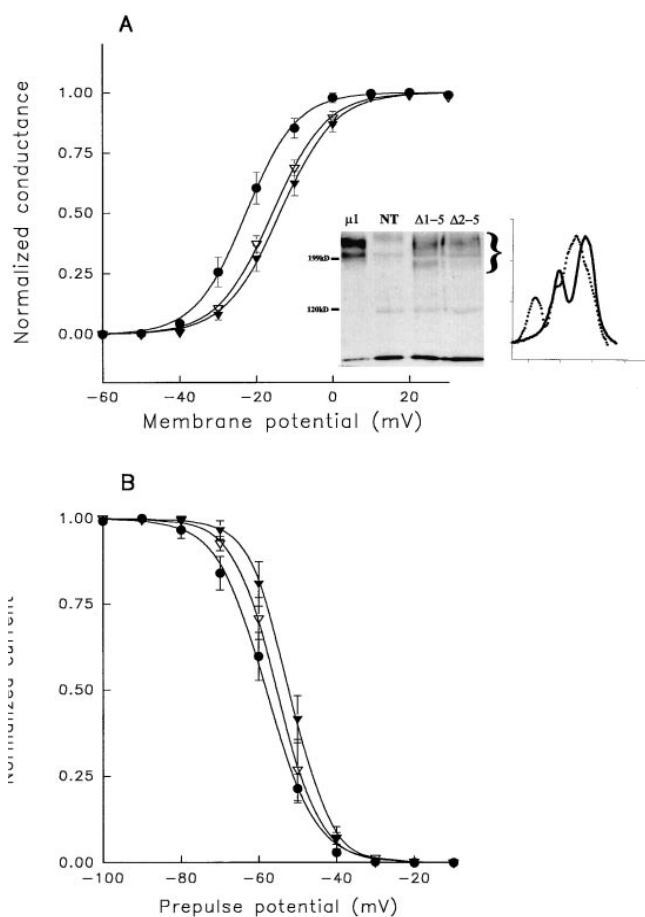 A
Normalized conductance
1.00
0.75
0.50
0.25
0.00
−60 −40 −20 0 20
Membrane potential (mV)
μ1 NT Δ1−5 Δ2−5
199kD
120kD
}
B
Normalized current
1.00
0.75
0.50
0.25
0.00
−100 −80 −60 −40 −20
Prepulse potential (mV)